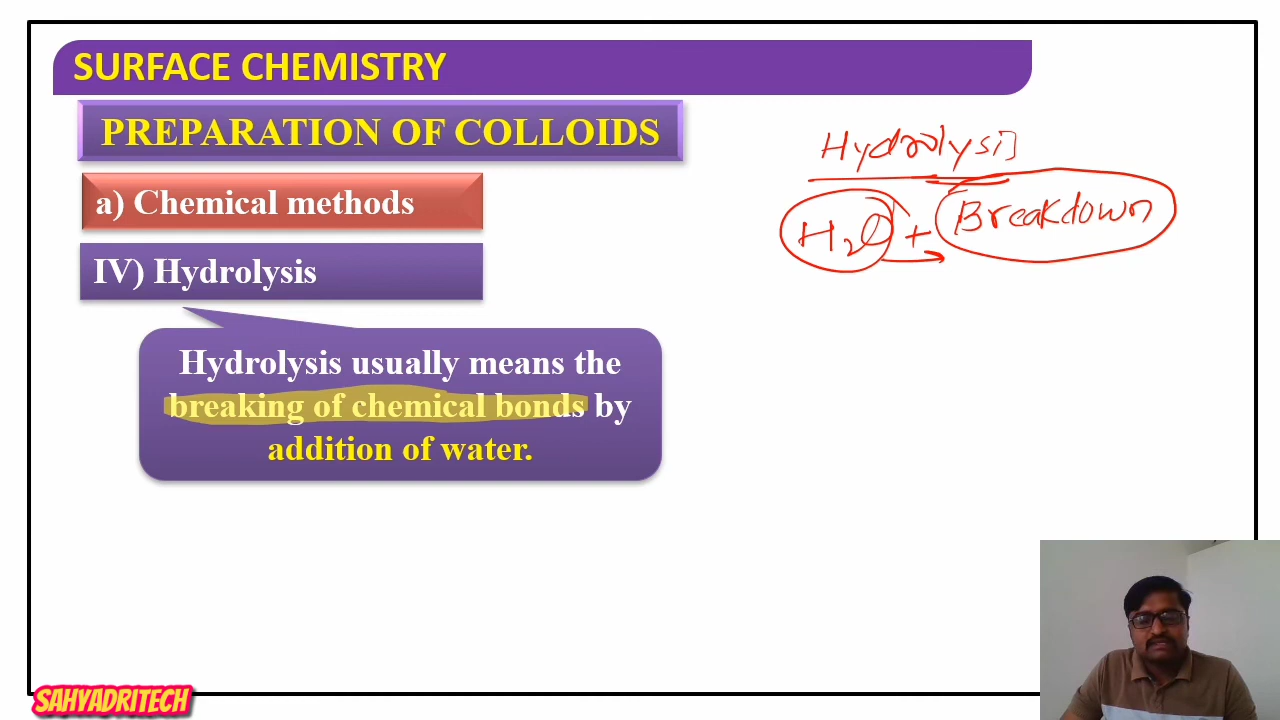 SURFACE CHEMISTRY
PREPARATION OF COLLOIDS
a) Chemical methods
IV) Hydrolysis
Hydrolysis usually means the
breaking of chemical bonds by
addition of water.
Hydrolysis
H2O + Breakdown
SAHYADRITECH